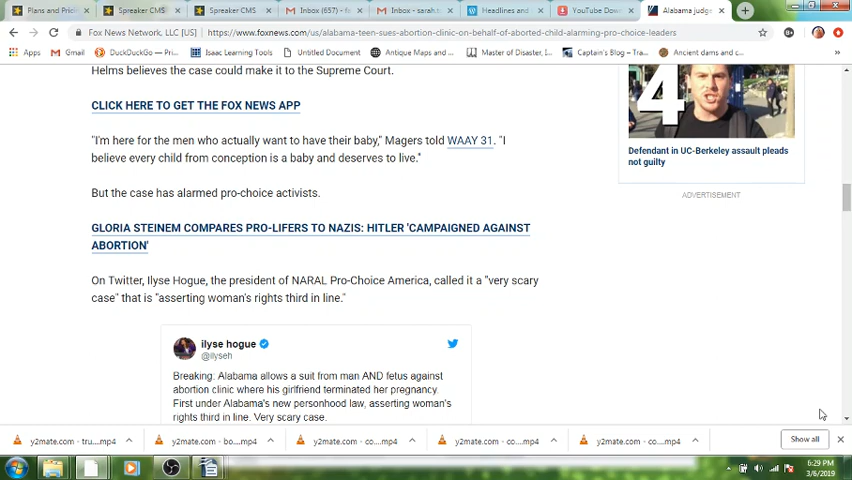 Plans and Pricin
Spreaker CMS
Spreaker CMS
Gmail Inbox (657) - f
Inbox - sarah.t
Headlines and
YouTube Down
Alabama judg
Fox News Network, LLC [US] | https://www.foxnews.com/us/alabama-teen-sues-abortion-clinic-on-behalf-of-aborted-child-alarming-pro-choice-leaders
Apps Gmail DuckDuckGo – Priv... Isaac Learning Tools Untitled Document Antique Maps and ... Master of Disaster, I... Captain's Blog – Tra... Ancient dams and c...
Helms believes the case could make it to the Supreme Court.
CLICK HERE TO GET THE FOX NEWS APP
"I'm here for the men who actually want to have their baby," Magers told WAAY 31. "I
believe every child from conception is a baby and deserves to live."
But the case has alarmed pro-choice activists.
GLORIA STEINEM COMPARES PRO-LIFERS TO NAZIS: HITLER 'CAMPAIGNED AGAINST
ABORTION'
On Twitter, Ilyse Hogue, the president of NARAL Pro-Choice America, called it a "very scary
case" that is "asserting woman's rights third in line."
ilyse hogue
@ilyseh
Breaking: Alabama allows a suit from man AND fetus against
abortion clinic where his girlfriend terminated her pregnancy.
First under Alabama's new personhood law, asserting woman's
rights third in line. Very scary case.
4
Defendant in UC-Berkeley assault pleads
not guilty
ADVERTISEMENT
y2mate.com - tru....mp4
y2mate.com - bo....mp4
y2mate.com - co....mp4
y2mate.com - co....mp4
y2mate.com - co....mp4
Show all
6:29 PM
3/6/2019